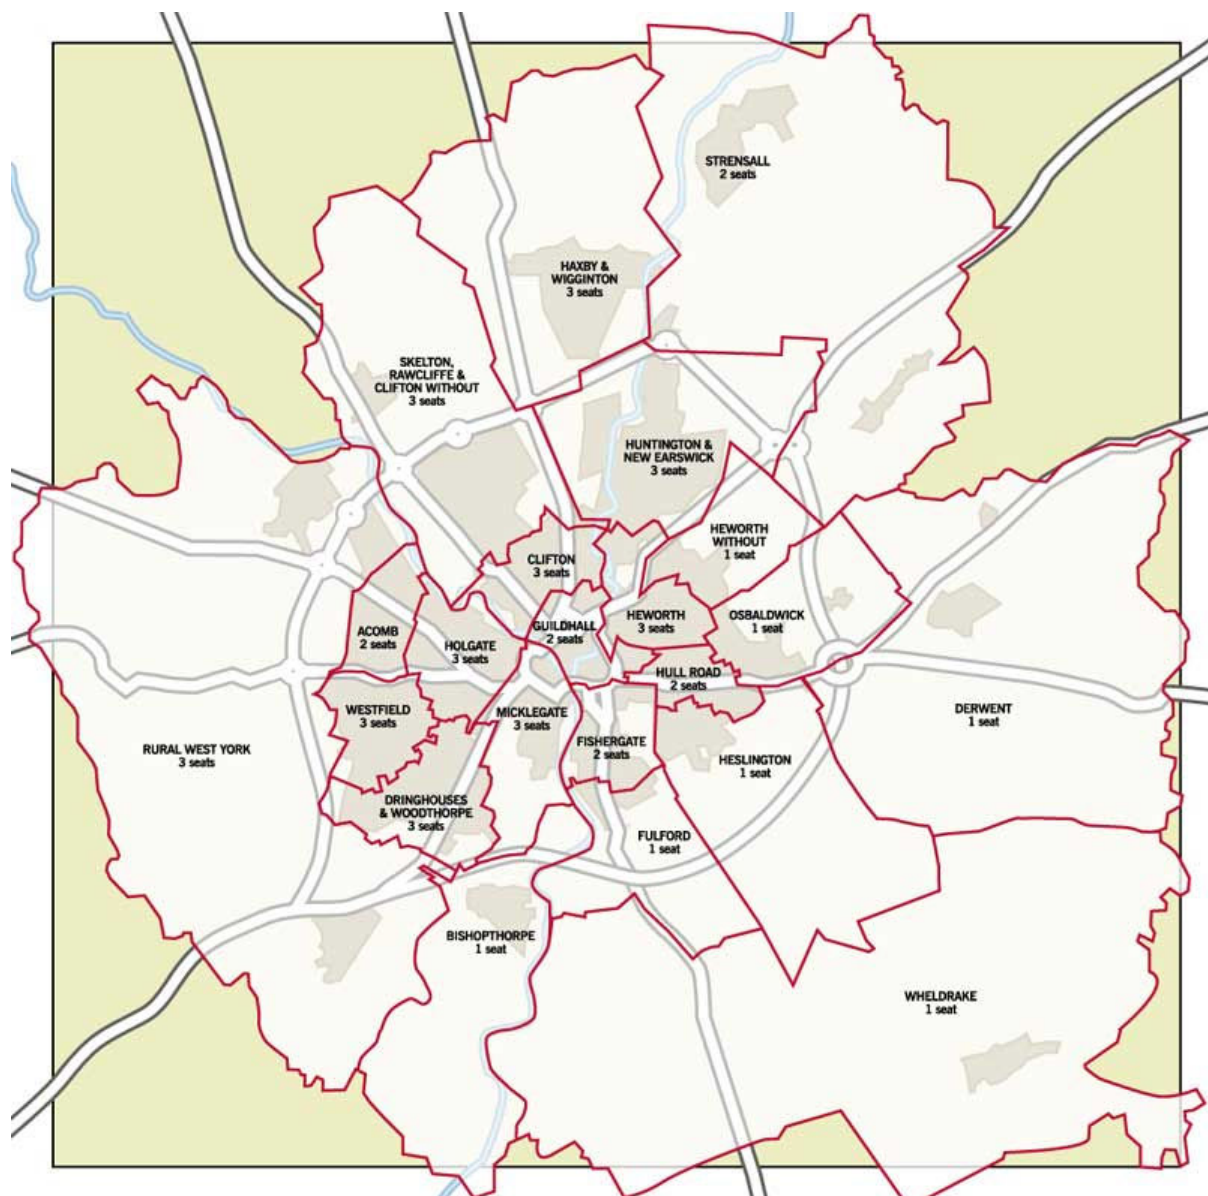 STRENSALL
2 seats
HAXBY &
WIGGINTON
3 seats
SKELTON,
RAWCLIFFE &
CLIFTON WITHOUT
3 seats
HUNTINGTON &
NEW EARSWICK
3 seats
HEWORTH
WITHOUT
1 seat
CLIFTON
3 seats
GUILDHALL
2 seats
HEWORTH
3 seats
OSBALDWICK
1 seat
ACOMB
2 seats
HOLGATE
3 seats
HULL ROAD
2 seats
WESTFIELD
3 seats
MICKLEGATE
3 seats
DERWENT
1 seat
RURAL WEST YORK
3 seats
FISHERGATE
2 seats
HESLINGTON
1 seat
DRINGHOUSES
& WOODTHORPE
3 seats
FULFORD
1 seat
BISHOPTHORPE
1 seat
WHELDRAKE
1 seat